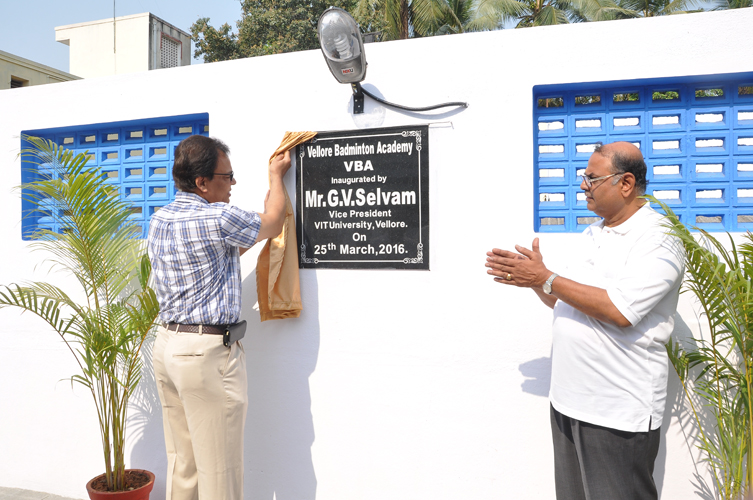 Vellore Badminton Academy
VBA
Inaugurated by
Mr.G.V.Selvam
Vice President
VIT University, Vellore.
On
25th March,2016.